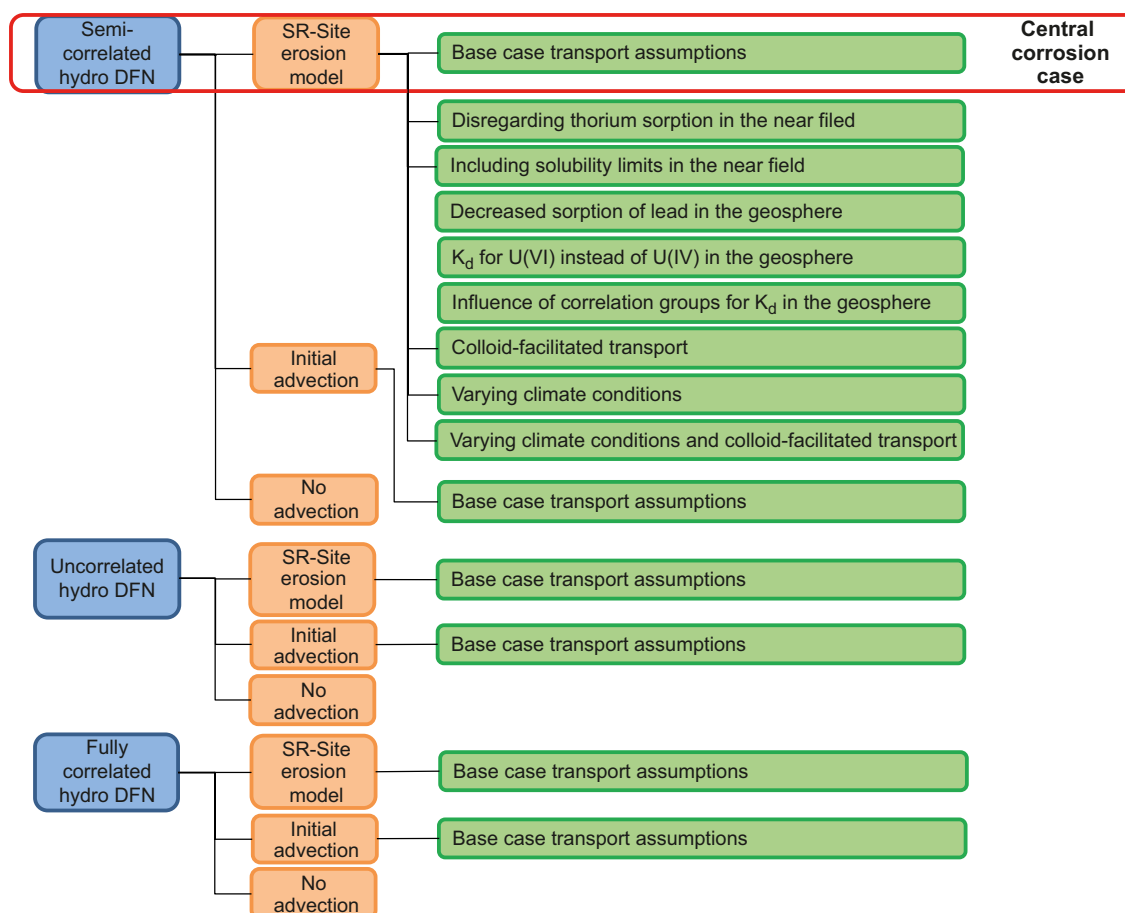 Semi-
correlated
hydro DFN
SR-Site
erosion
model
Base case transport assumptions
Central
corrosion
case
Disregarding thorium sorption in the near filed
Including solubility limits in the near field
Decreased sorption of lead in the geosphere
Kd for U(VI) instead of U(IV) in the geosphere
Influence of correlation groups for Kd in the geosphere
Initial
advection
Colloid-facilitated transport
Varying climate conditions
Varying climate conditions and colloid-facilitated transport
No
advection
Base case transport assumptions
Uncorrelated
hydro DFN
SR-Site
erosion
model
Base case transport assumptions
Initial
advection
Base case transport assumptions
No
advection
Fully
correlated
hydro DFN
SR-Site
erosion
model
Base case transport assumptions
Initial
advection
Base case transport assumptions
No
advection